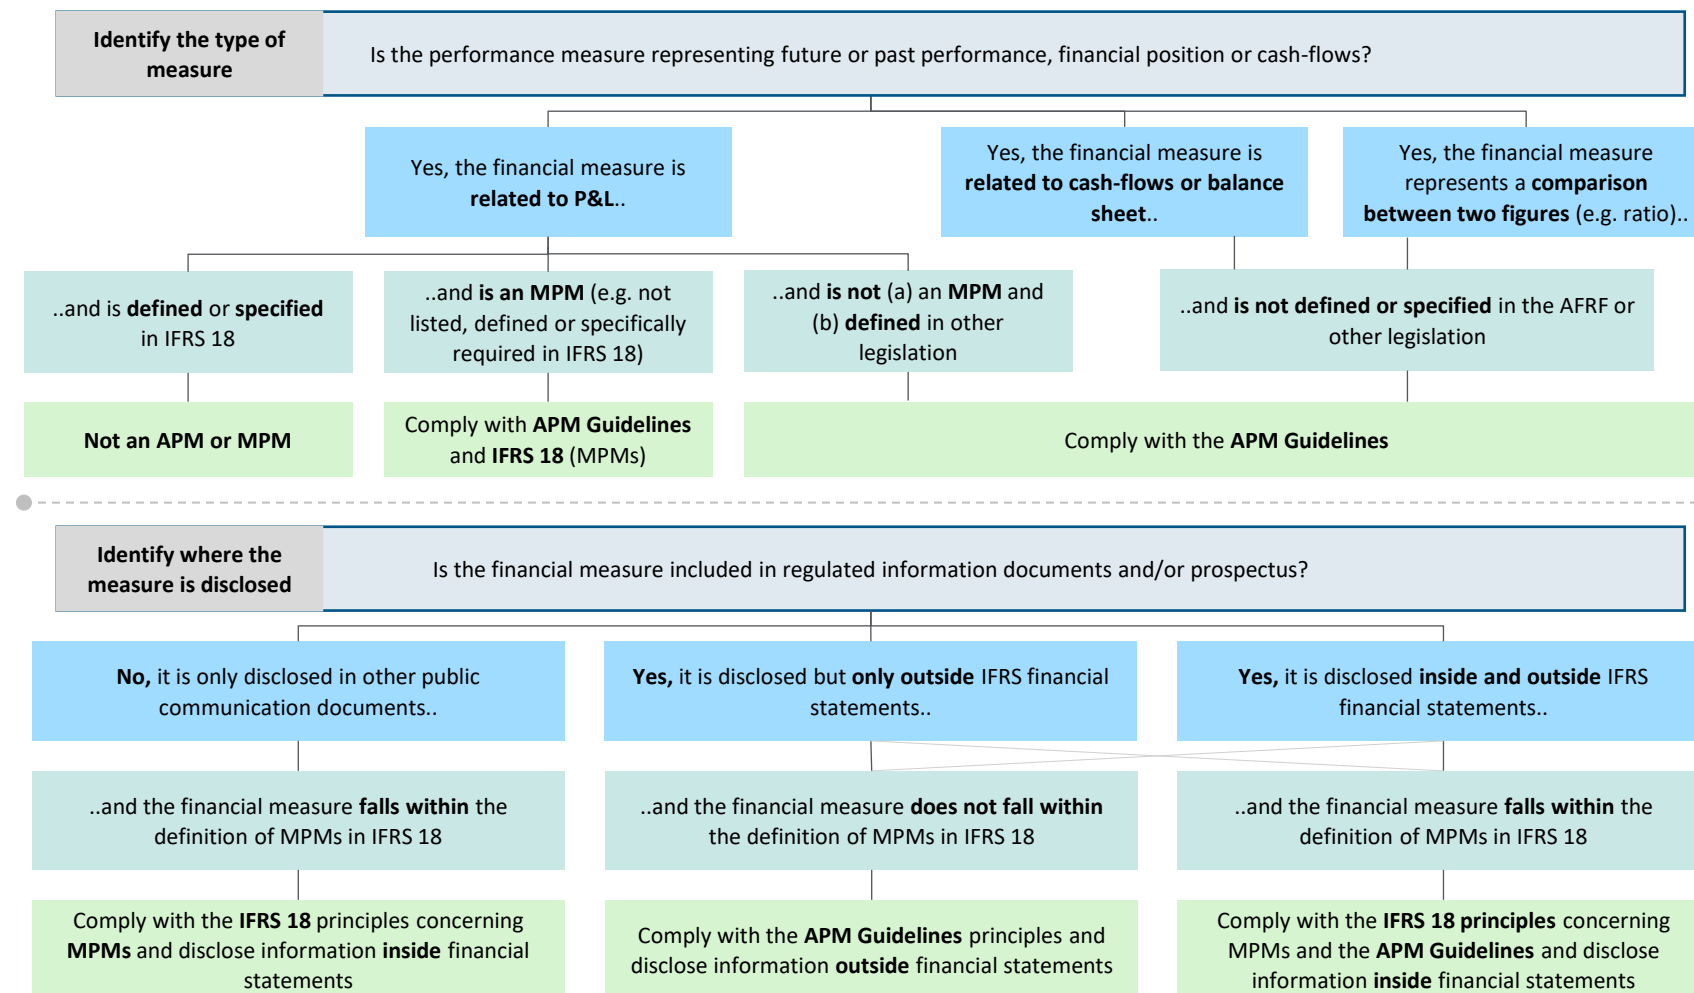 Identify the type of
measure
Is the performance measure representing future or past performance, financial position or cash-flows?
Yes, the financial measure is
related to P&L..
Yes, the financial measure is
related to cash-flows or balance
sheet..
Yes, the financial measure
represents a comparison
between two figures (e.g. ratio)..
..and is defined or specified
in IFRS 18
..and is an MPM (e.g. not
listed, defined or specifically
required in IFRS 18)
..and is not (a) an MPM and
(b) defined in other
legislation
..and is not defined or specified in the AFRF or
other legislation
Not an APM or MPM
Comply with APM Guidelines
and IFRS 18 (MPMs)
Comply with the APM Guidelines
Identify where the
measure is disclosed
Is the financial measure included in regulated information documents and/or prospectus?
No, it is only disclosed in other public
communication documents..
Yes, it is disclosed but only outside IFRS financial
statements..
Yes, it is disclosed inside and outside IFRS
financial statements..
..and the financial measure falls within the
definition of MPMs in IFRS 18
..and the financial measure does not fall within
the definition of MPMs in IFRS 18
..and the financial measure falls within the
definition of MPMs in IFRS 18
Comply with the IFRS 18 principles concerning
MPMs and disclose information inside financial
statements
Comply with the APM Guidelines principles and
disclose information outside financial statements
Comply with the IFRS 18 principles concerning
MPMs and the APM Guidelines and disclose
information inside financial statements